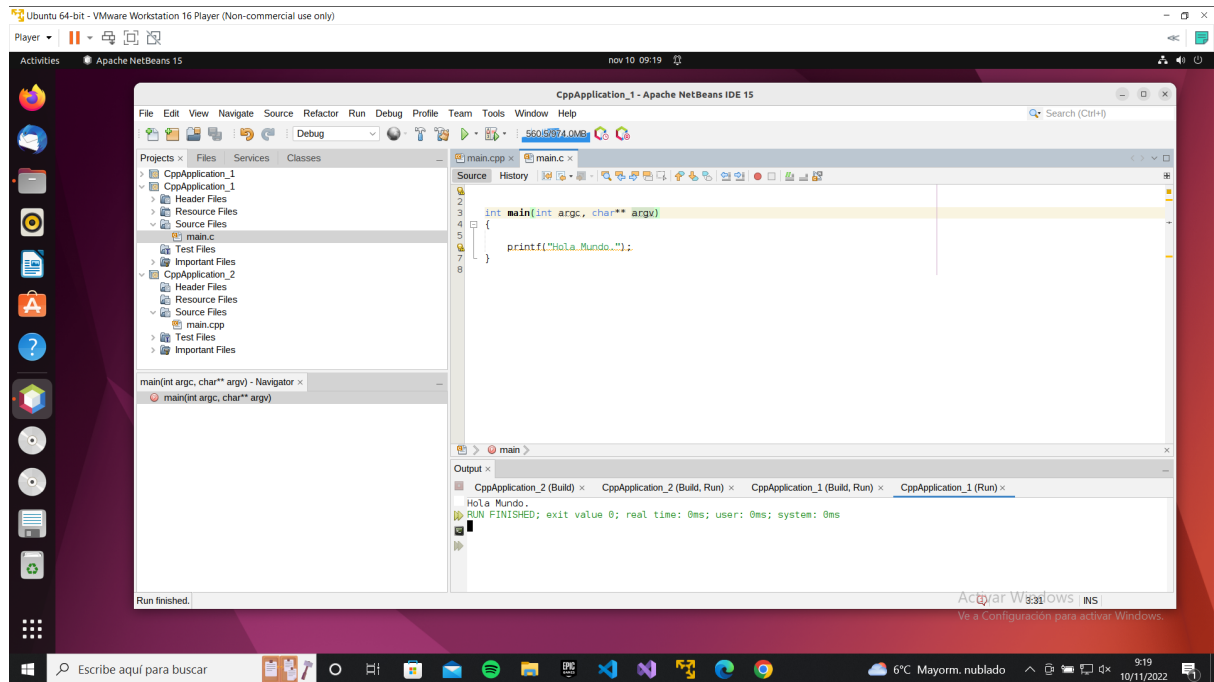 Ubuntu 64-bit - VMware Workstation 16 Player (Non-commercial use only)
Player
Activities Apache NetBeans 15 nov 10 09:19
CppApplication_1 - Apache NetBeans IDE 15
File Edit View Navigate Source Refactor Run Debug Profile Team Tools Window Help Search (Ctrl+I)
Debug 560.5/974.0MB
Projects Files Services Classes
CppApplication_1
CppApplication_1
Header Files
Resource Files
Source Files
main.c
Test Files
Important Files
CppApplication_2
Header Files
Resource Files
Source Files
main.cpp
Test Files
Important Files
main(int argc, char** argv) - Navigator
main(int argc, char** argv)
main.cpp main.c
Source History
2
3 int main(int argc, char** argv)
4 {
5
printf("Hola Mundo.");
7 }
8
main
Output
CppApplication_2 (Build) CppApplication_2 (Build, Run) CppApplication_1 (Build, Run) CppApplication_1 (Run)
Hola Mundo.
RUN FINISHED; exit value 0; real time: 0ms; user: 0ms; system: 0ms
Run finished. 3:31 INS
Activar Windows
Ve a Configuración para activar Windows.
Escribe aquí para buscar
EPIC GAMES
6°C Mayorm. nublado
9:19
10/11/2022